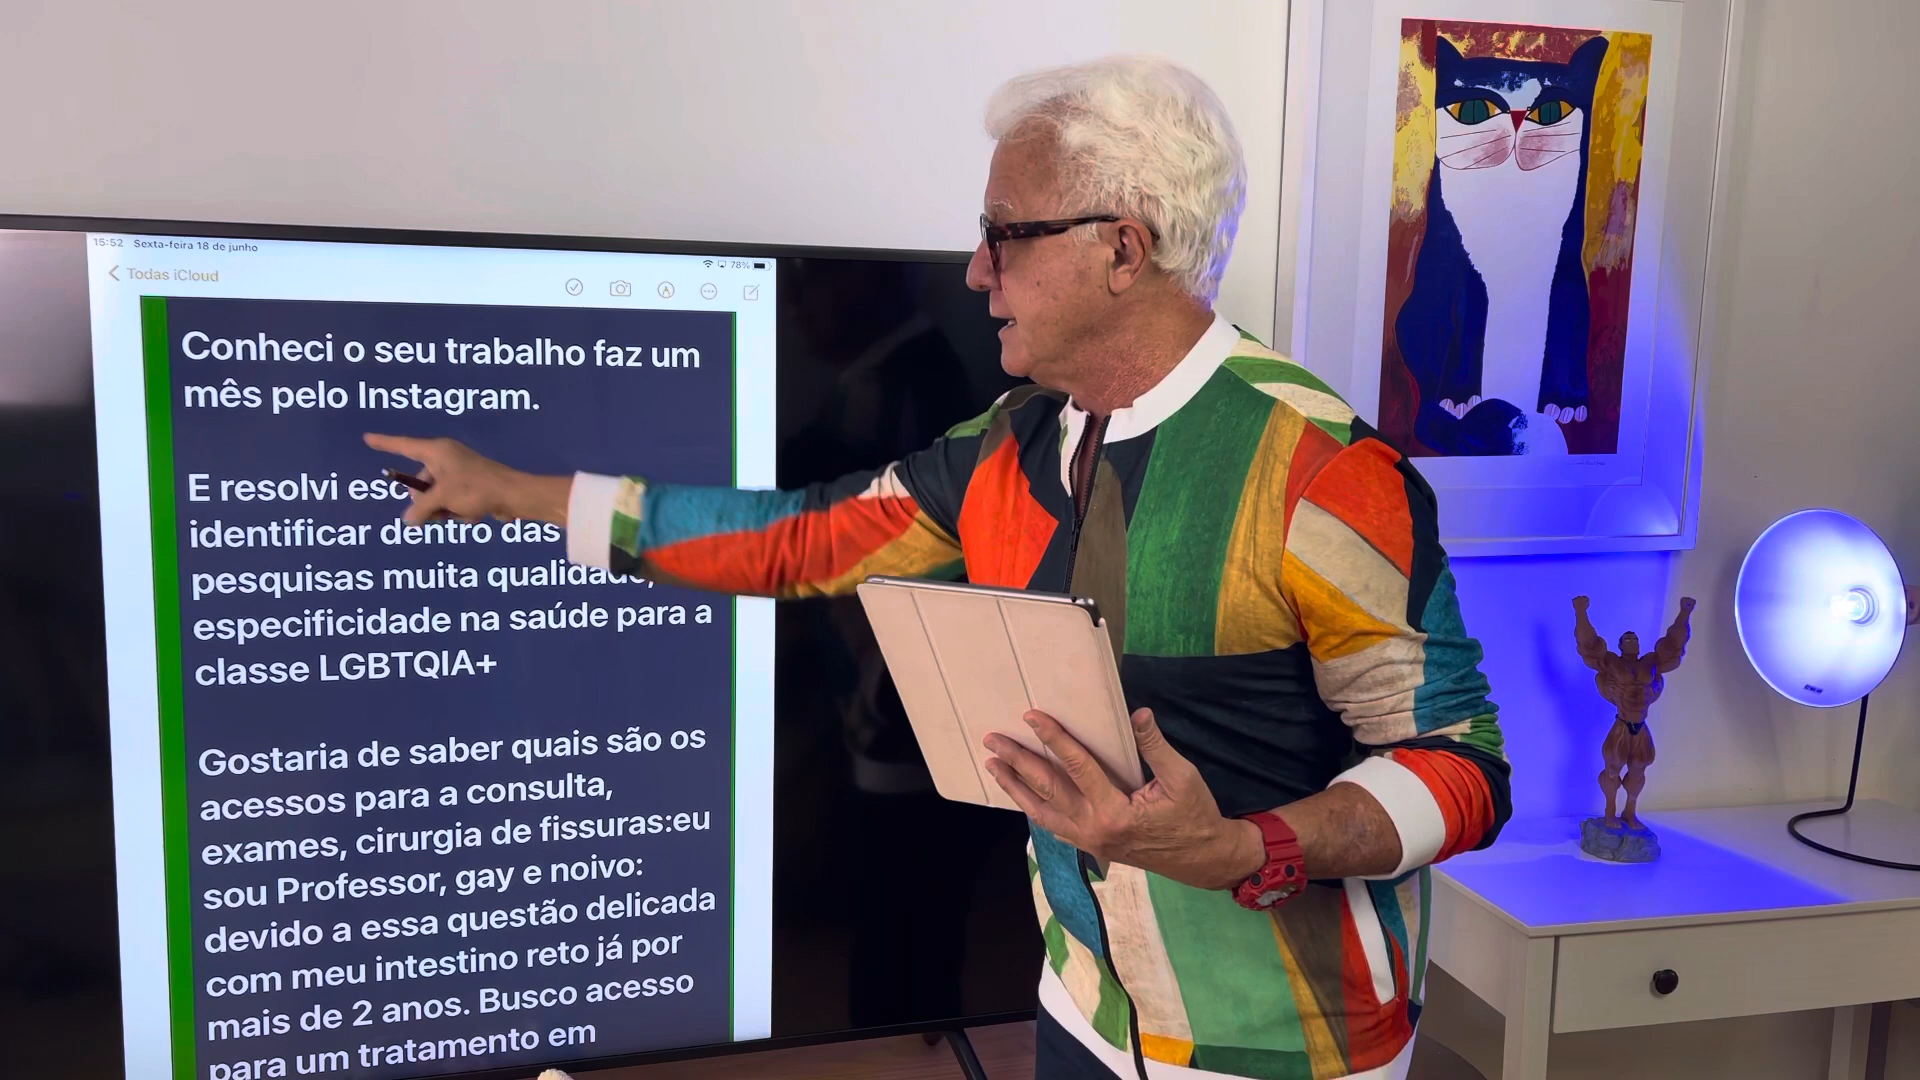 15:52 Sexta-feira 18 de junho
78%
Todas iCloud
Conheci o seu trabalho faz um
mês pelo Instagram.
E resolvi esc
identificar dentro das
pesquisas muita qualidade,
especificidade na saúde para a
classe LGBTQIA+
Gostaria de saber quais são os
acessos para a consulta,
exames, cirurgia de fissuras:eu
sou Professor, gay e noivo:
devido a essa questão delicada
com meu intestino reto já por
mais de 2 anos. Busco acesso
para um tratamento em